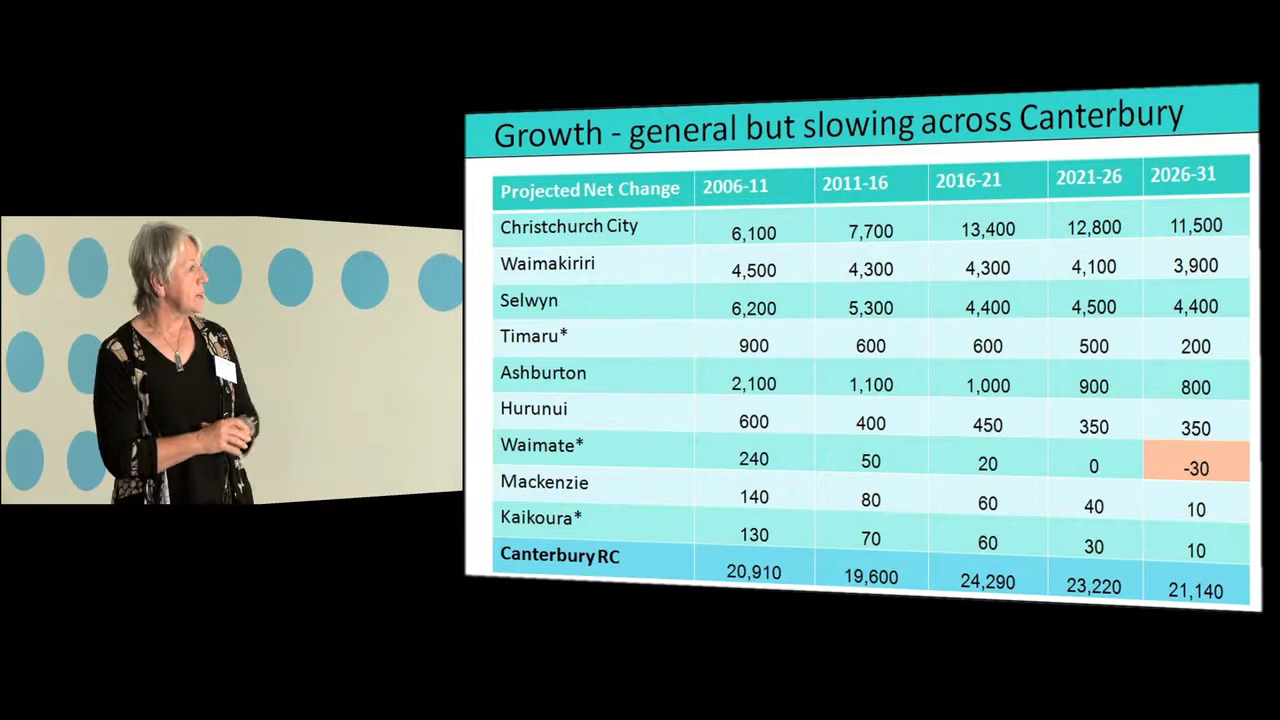 Growth - general but slowing across Canterbury
Projected Net Change 2006-11 2011-16 2016-21 2021-26 2026-31
Christchurch City 6,100 7,700 13,400 12,800 11,500
Waimakiriri 4,500 4,300 4,300 4,100 3,900
Selwyn 6,200 5,300 4,400 4,500 4,400
Timaru* 900 600 600 500 200
Ashburton 2,100 1,100 1,000 900 800
Hurunui 600 400 450 350 350
Waimate* 240 50 20 0 -30
Mackenzie 140 80 60 40 10
Kaikoura* 130 70 60 30 10
Canterbury RC 20,910 19,600 24,290 23,220 21,140